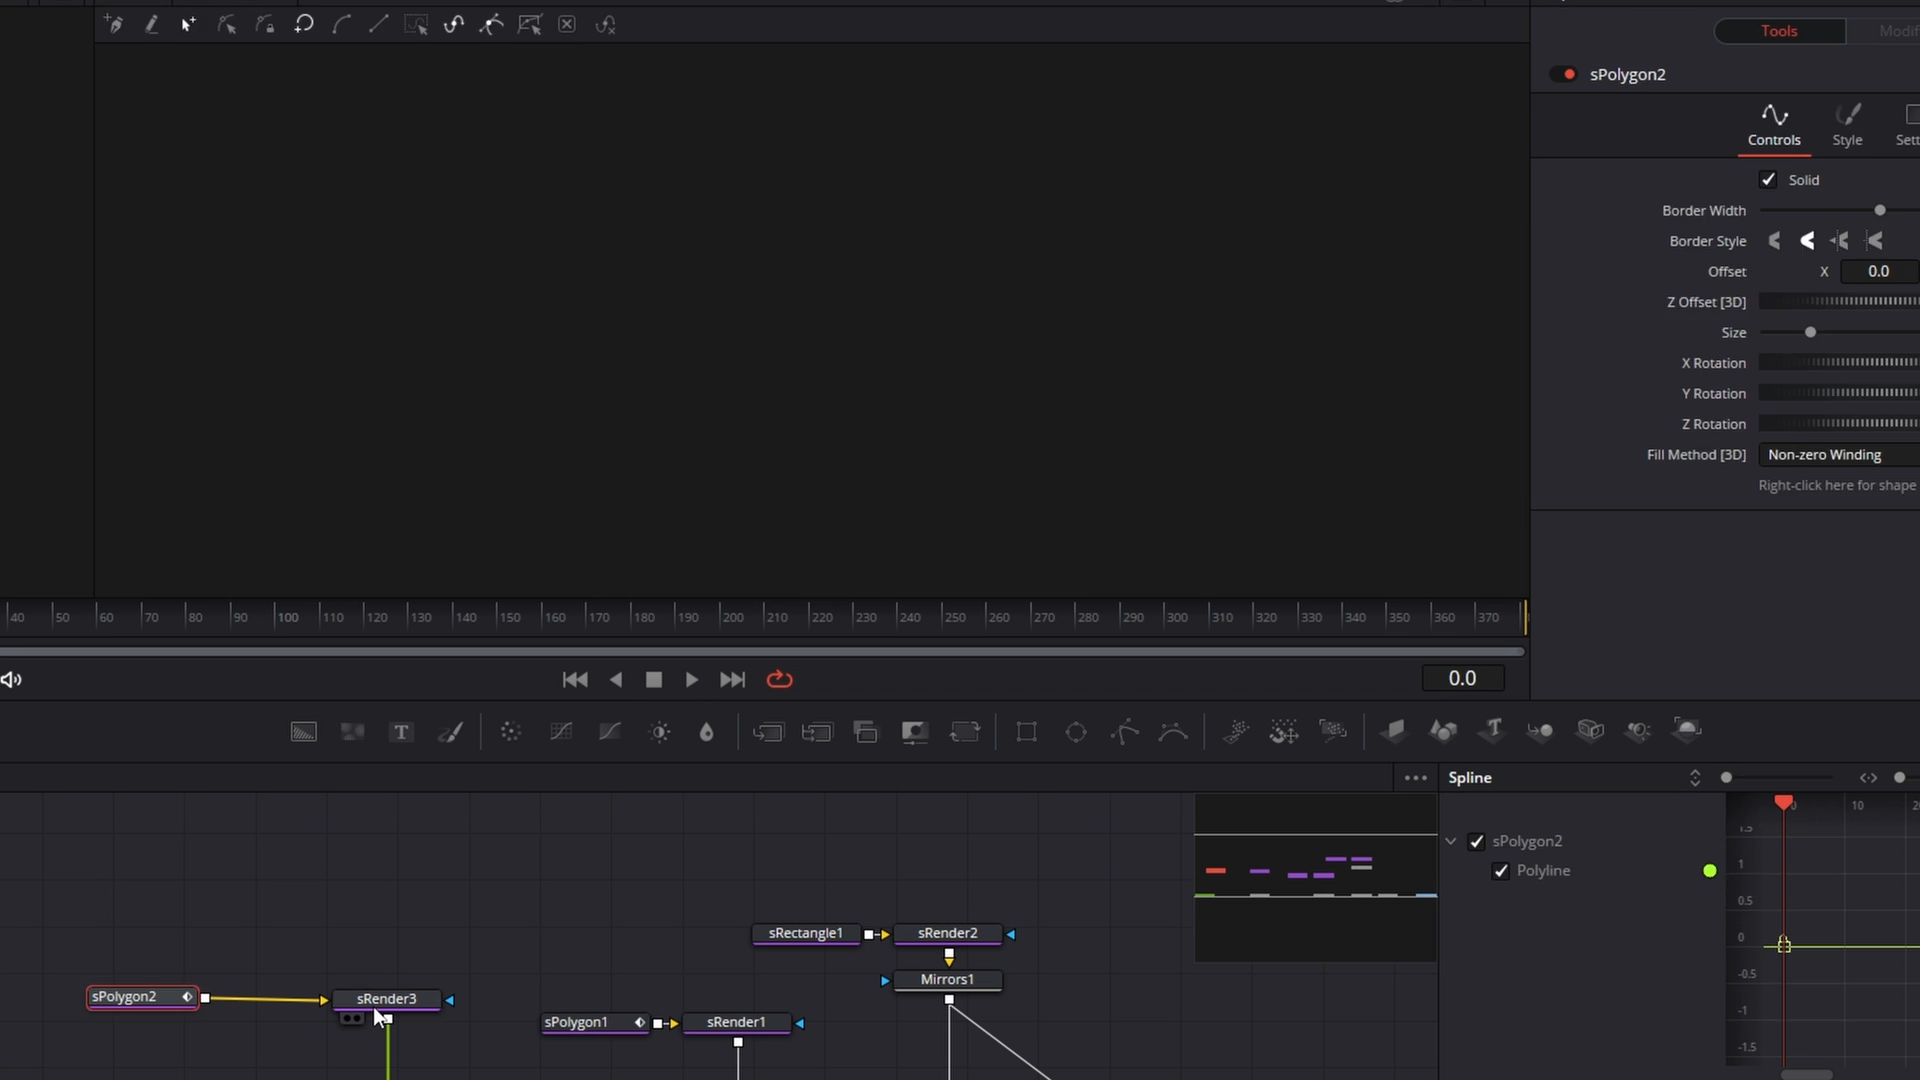 Tools
Modif
sPolygon2
Controls
Style
Sett
Solid
Border Width
Border Style
Offset X 0.0
Z Offset [3D]
Size
X Rotation
Y Rotation
Z Rotation
Fill Method [3D] Non-zero Winding
Right-click here for shape
40 50 60 70 80 90 100 110 120 130 140 150 160 170 180 190 200 210 220 230 240 250 260 270 280 290 300 310 320 330 340 350 360 370
0.0
T
T
Spline
0 10
sPolygon2
Polyline
1.5
1
0.5
0
-0.5
-1
-1.5
sRectangle1
sRender2
Mirrors1
sPolygon2
sRender3
sPolygon1
sRender1